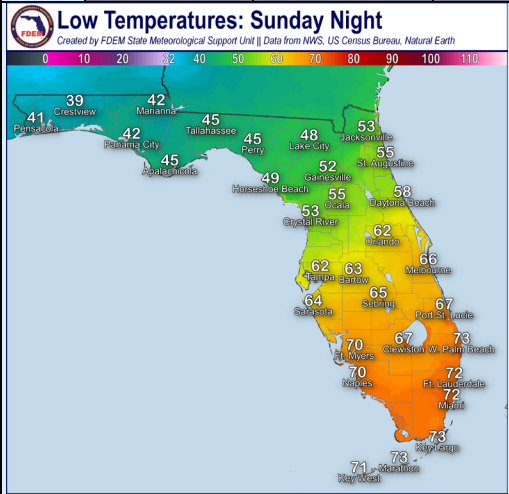 FDEM
Low Temperatures: Sunday Night
Created by FDEM State Meteorological Support Unit || Data from NWS, US Census Bureau, Natural Earth
0 10 20 32 40 50 60 70 80 90 100 110
39
Crestview
42
Marianna
41
Pensacola
42
Panama City
45
Tallahassee
45
Apalachicola
45
Perry
48
Lake City
53
Jacksonville
55
St. Augustine
52
Gainesville
49
Horseshoe Beach
55
Ocala
58
Daytona Beach
53
Crystal River
62
Orlando
66
Melbourne
62
Tampa
63
Bartow
64
Sarasota
65
Sebring
67
Port St. Lucie
70
Ft. Myers
67
Clewiston
73
W. Palm Beach
70
Naples
72
Ft. Lauderdale
72
Miami
73
Key Largo
73
Marathon
71
Key West